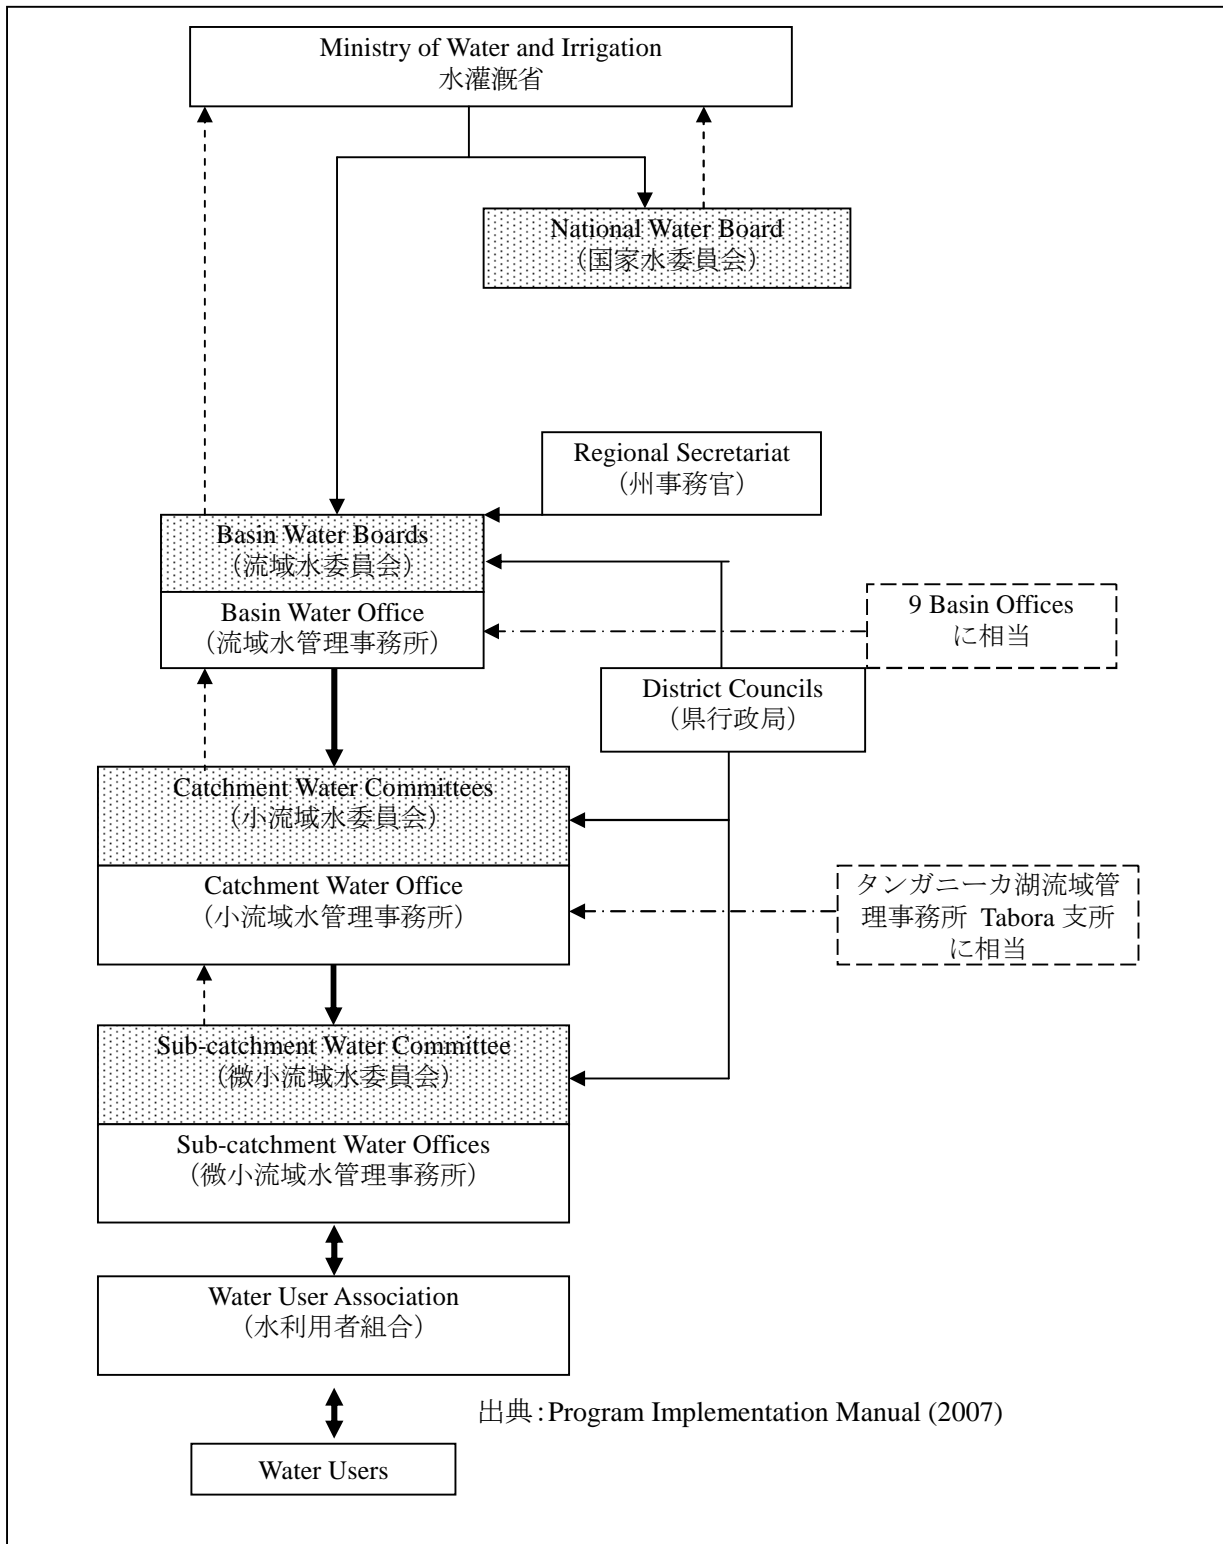 Ministry of Water and Irrigation
水灌漑省
National Water Board
（国家水委員会）
Regional Secretariat
（州事務官）
Basin Water Boards
（流域水委員会）
Basin Water Office
（流域水管理事務所）
9 Basin Offices
に相当
District Councils
（県行政局）
Catchment Water Committees
（小流域水委員会）
Catchment Water Office
（小流域水管理事務所）
タンガニーカ湖流域管
理事務所 Tabora 支所
に相当
Sub-catchment Water Committee
（微小流域水委員会）
Sub-catchment Water Offices
（微小流域水管理事務所）
Water User Association
（水利用者組合）
出典：Program Implementation Manual (2007)
Water Users